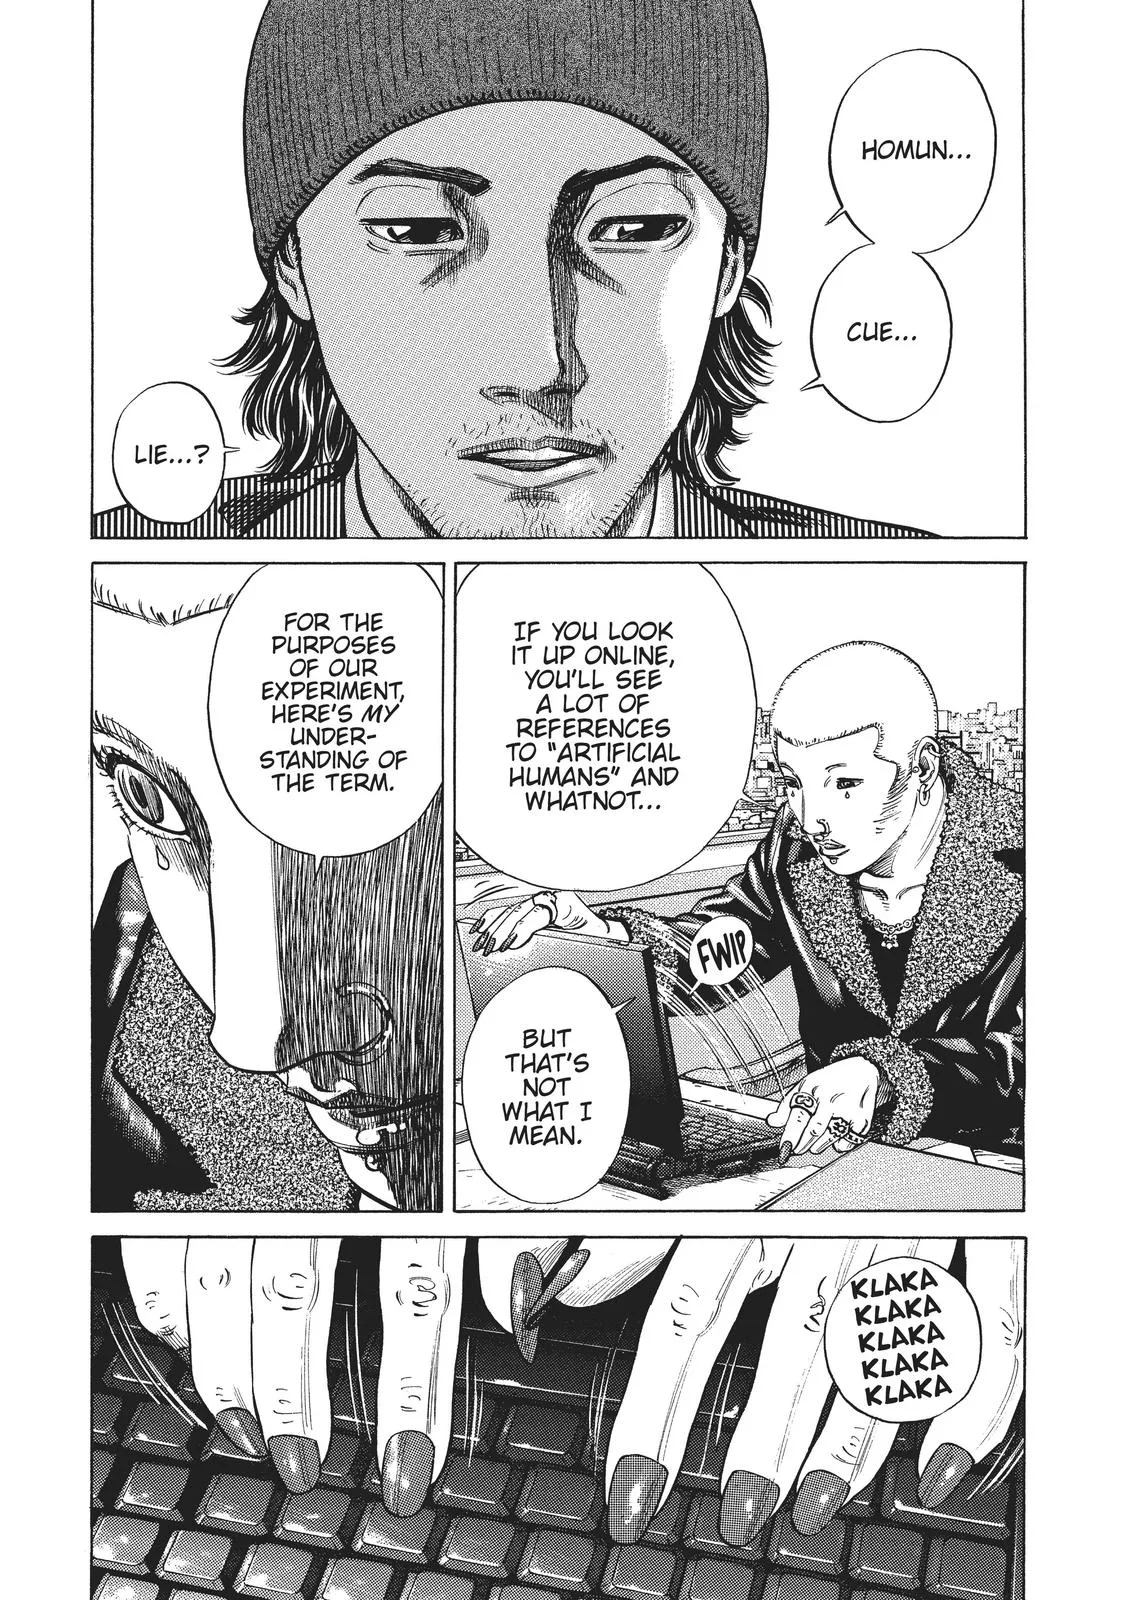 HOMUN...
CUE...
LIE...?
IF YOU LOOK
IT UP ONLINE,
YOU'LL SEE
A LOT OF
REFERENCES
TO "ARTIFICIAL
HUMANS" AND
WHATNOT...
FWIP
BUT
THAT'S
NOT
WHAT I
MEAN.
FOR THE
PURPOSES
OF OUR
EXPERIMENT,
HERE'S MY
UNDER-
STANDING OF
THE TERM.
KLAKA
KLAKA
KLAKA
KLAKA
KLAKA